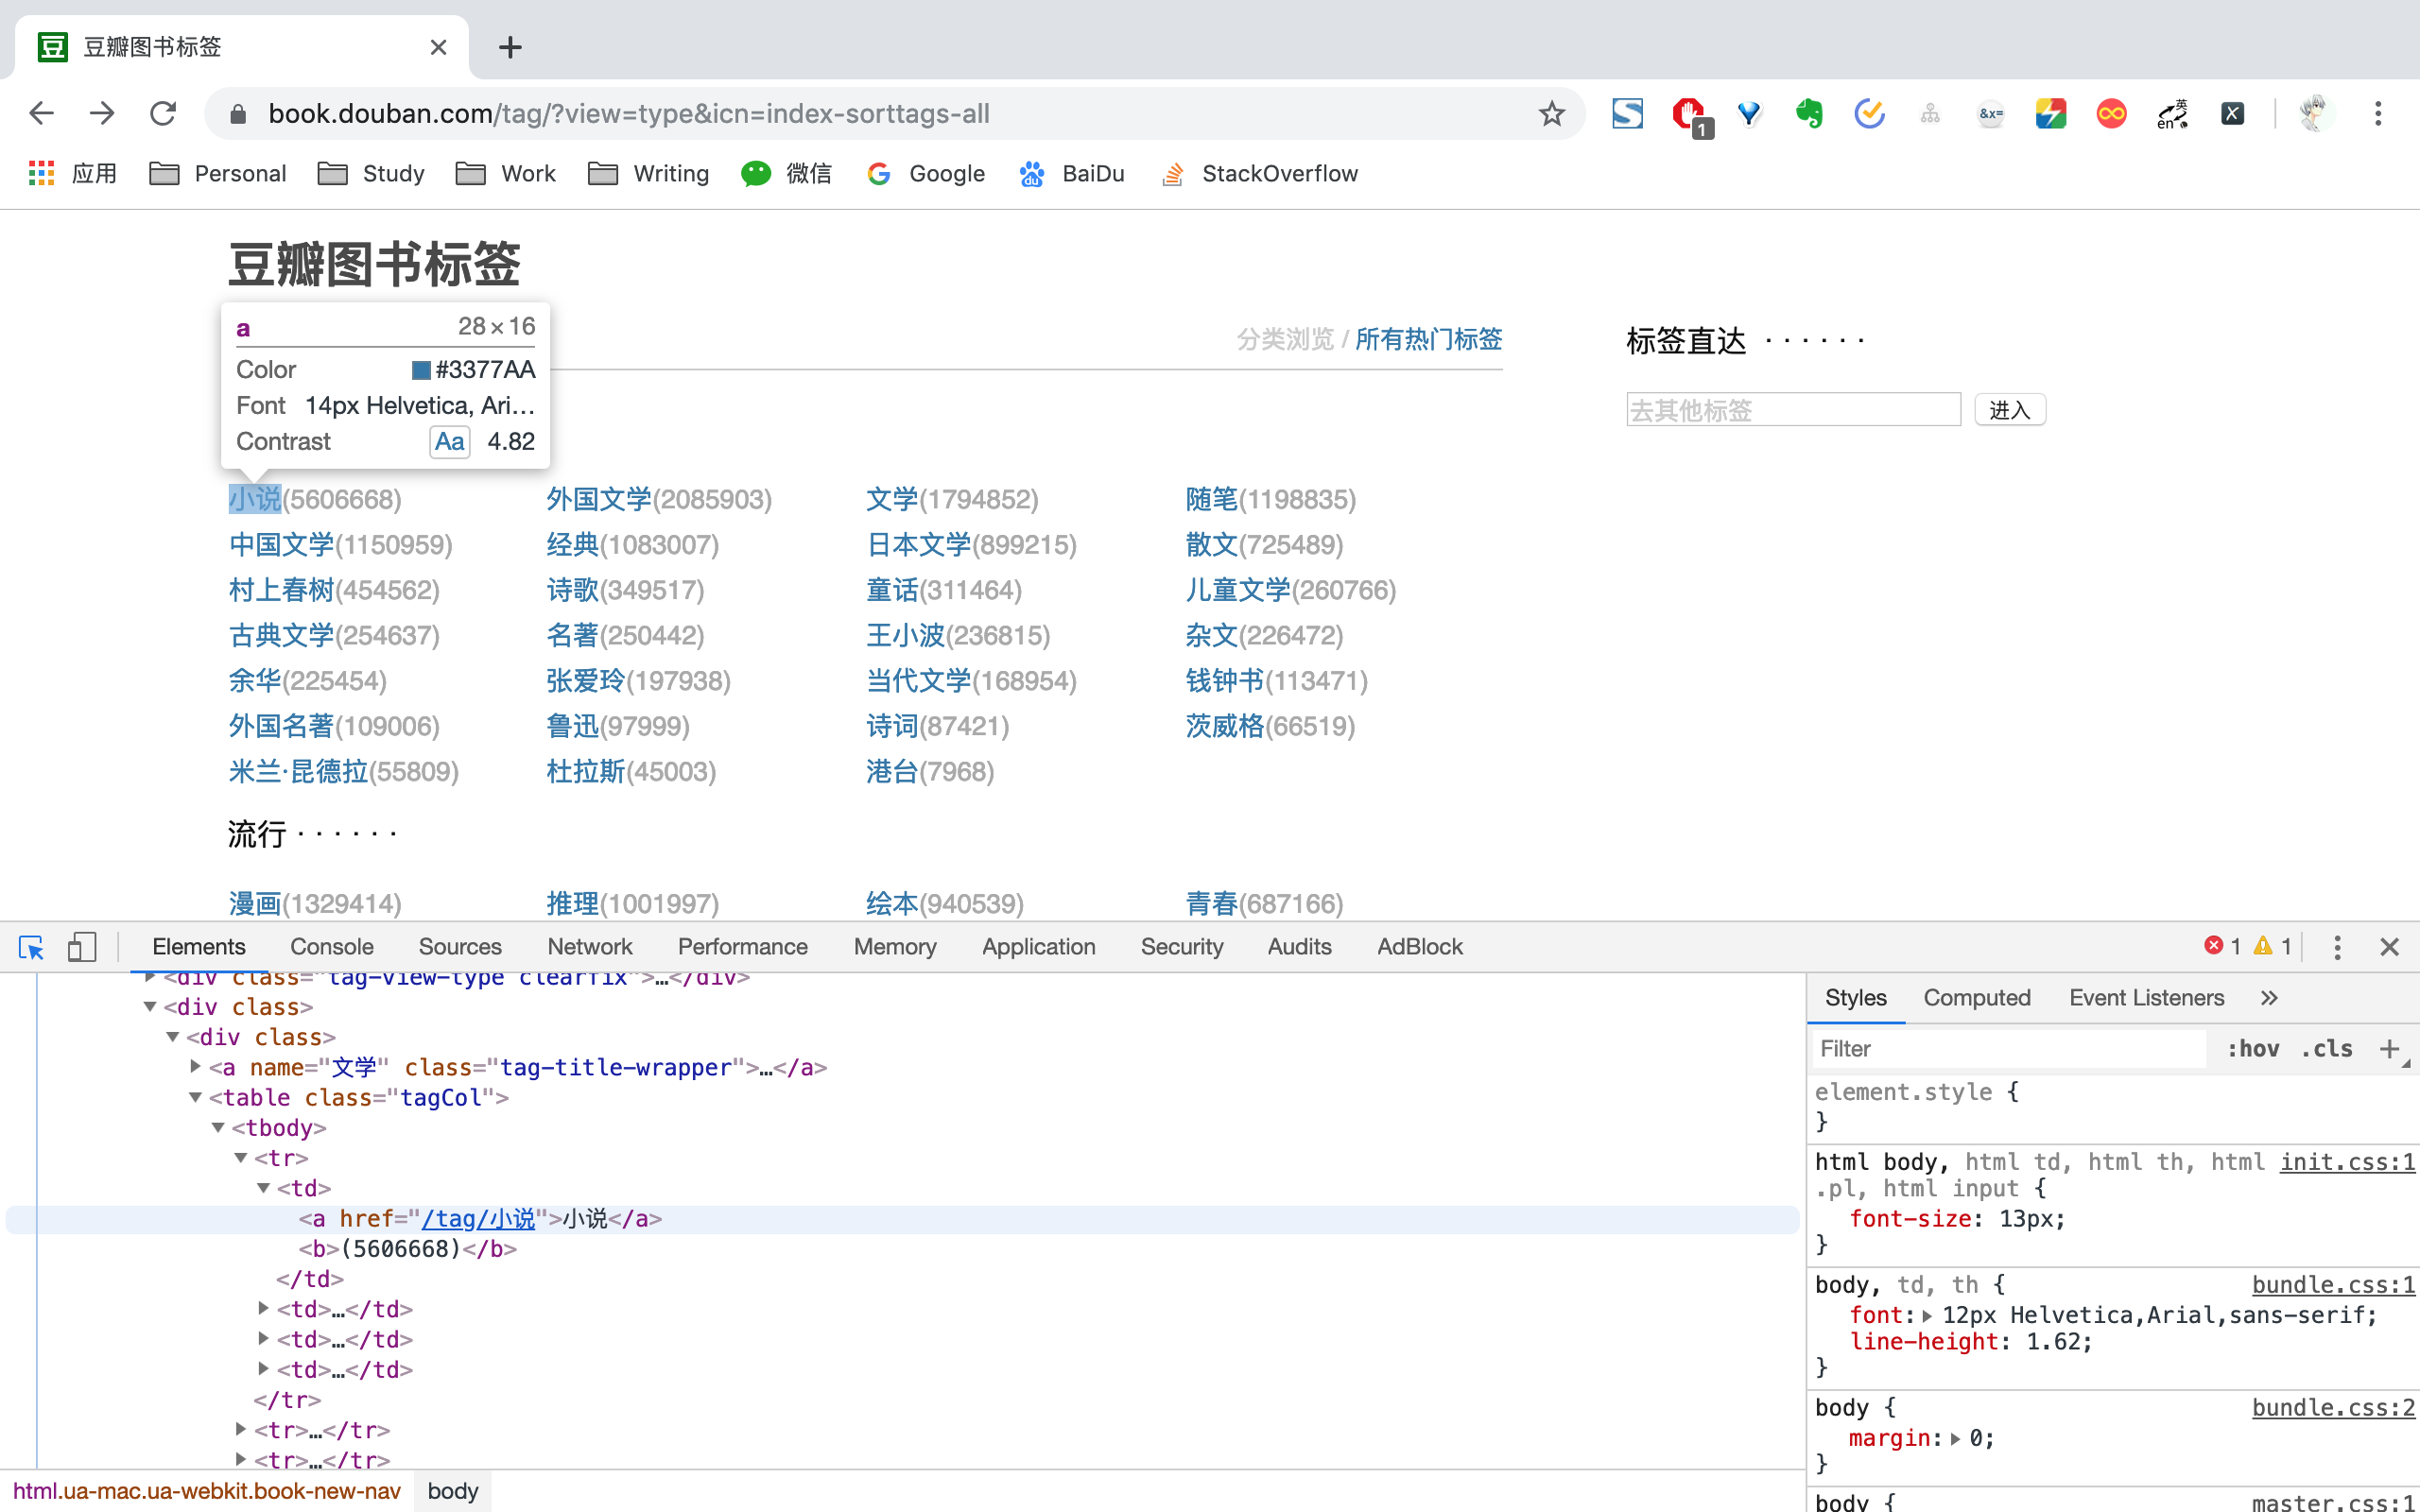 豆瓣图书标签
book.douban.com/tag/?view=type&icn=index-sorttags-all
1
&x=
英
en
应用 Personal Study Work Writing 微信 Google BaiDu StackOverflow
豆瓣图书标签
a 28×16
Color #3377AA
Font 14px Helvetica, Ari…
Contrast Aa 4.82
分类浏览 / 所有热门标签
标签直达 · · · · · ·
去其他标签 进入
小说(5606668) 外国文学(2085903) 文学(1794852) 随笔(1198835)
中国文学(1150959) 经典(1083007) 日本文学(899215) 散文(725489)
村上春树(454562) 诗歌(349517) 童话(311464) 儿童文学(260766)
古典文学(254637) 名著(250442) 王小波(236815) 杂文(226472)
余华(225454) 张爱玲(197938) 当代文学(168954) 钱钟书(113471)
外国名著(109006) 鲁迅(97999) 诗词(87421) 茨威格(66519)
米兰·昆德拉(55809) 杜拉斯(45003) 港台(7968)
流行 · · · · · ·
漫画(1329414) 推理(1001997) 绘本(940539) 青春(687166)
Elements Console Sources Network Performance Memory Application Security Audits AdBlock 1 1
<div class="tag-view-type clearfix">…</div>
<div class>
<div class>
<a name="文学" class="tag-title-wrapper">…</a>
<table class="tagCol">
<tbody>
<tr>
<td>
<a href="/tag/小说">小说</a>
<b>(5606668)</b>
</td>
<td>…</td>
<td>…</td>
<td>…</td>
</tr>
<tr>…</tr>
<tr>…</tr>
html.ua-mac.ua-webkit.book-new-nav body
Styles Computed Event Listeners »
Filter :hov .cls +
element.style {
}
html body, html td, html th, html init.css:1
.pl, html input {
font-size: 13px;
}
body, td, th { bundle.css:1
font: 12px Helvetica,Arial,sans-serif;
line-height: 1.62;
}
body { bundle.css:2
margin: 0;
}
body { master.css:1